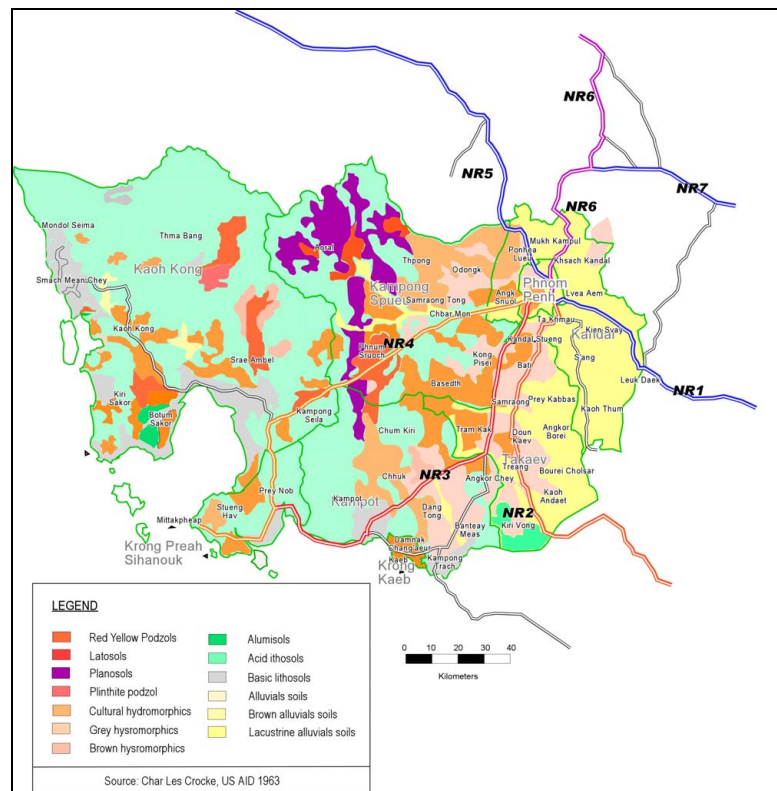 NR6
NR5
NR6
NR7
Mondol Seima
Thma Bang
Aoral
Thpong
Odongk
Ponhea
Lueu
Mukh Kampul
Khsach Kandal
Kaoh Kong
Smach Mean Chey
Kampong
Spueu
Samraong Tong
Angk
Snuol
Phnom
Penh
Lvea Aem
Chbar Mon
Kaoh Kong
Ta Khmau
Kandal
Kien Svay
Srae Ambel
Phnum
Sruoch
NR4
Kong
Pisei
Kandal Stueng
Bati
Sang
Leuk Daek
NR1
Kiri
Sakor
Botum
Sakor
Kampong
Seila
Basedth
Samraong
Prey Kabbas
Kaoh Thum
Chum Kiri
Tram Kak
Doun
Kaev
Angkor
Borei
Takaev
Treang
Bourei Cholsar
Prey Nob
Kampot
Kampot
Chhuk
NR3
Angkor Chey
Kaoh
Andaet
Stueng
Hav
Mittakpheap
Dang
Tong
NR2
Kiri Vong
Banteay
Meas
Krong Preah
Sihanouk
Damnak
Chang'aeur
Kaeb
Krong
Kaeb
Kampong
Trach
LEGEND
Red Yellow Podzols
Latosols
Planosols
Plinthite podzol
Cultural hydromorphics
Grey hysromorphics
Brown hysromorphics
Alumisols
Acid ithosols
Basic lithosols
Alluvials soils
Brown alluvials soils
Lacustrine alluvials soils
0 10 20 30 40
Kilometers
Source: Char Les Crocke, US AID 1963